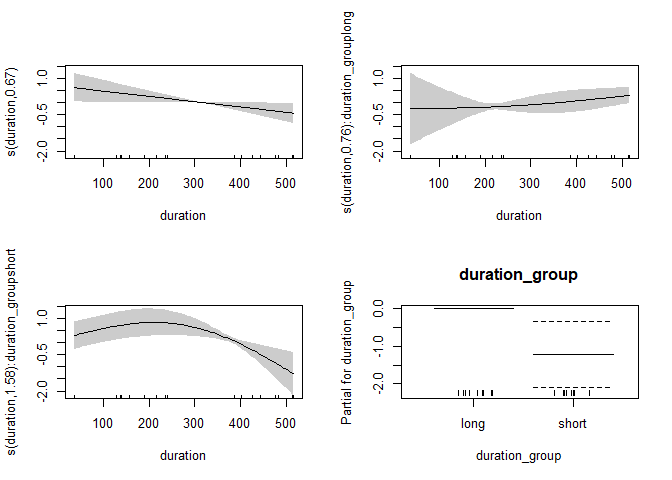 s(duration,0.67)
1.0
-0.5
-2.0
100 200 300 400 500
duration
s(duration,0.76):duration_grouplong
1.0
-0.5
-2.0
100 200 300 400 500
duration
s(duration,1.58):duration_groupshort
1.0
-0.5
-2.0
100 200 300 400 500
duration
duration_group
Partial for duration_group
0.0
-1.0
-2.0
long short
duration_group